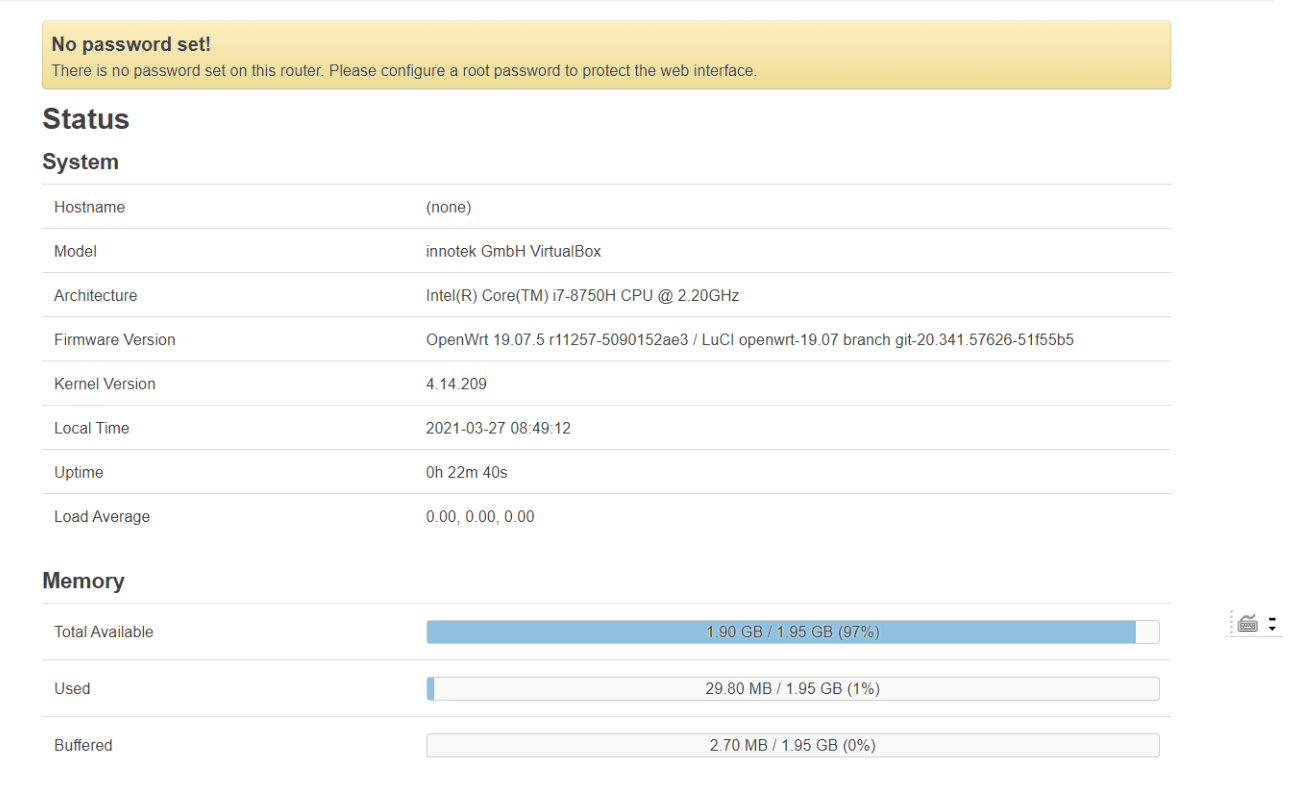 No password set!
There is no password set on this router. Please configure a root password to protect the web interface.
Status
System
Hostname (none)
Model innotek GmbH VirtualBox
Architecture Intel(R) Core(TM) i7-8750H CPU @ 2.20GHz
Firmware Version OpenWrt 19.07.5 r11257-5090152ae3 / LuCI openwrt-19.07 branch git-20.341.57626-51f55b5
Kernel Version 4.14.209
Local Time 2021-03-27 08:49:12
Uptime 0h 22m 40s
Load Average 0.00, 0.00, 0.00
Memory
Total Available 1.90 GB / 1.95 GB (97%)
Used 29.80 MB / 1.95 GB (1%)
Buffered 2.70 MB / 1.95 GB (0%)